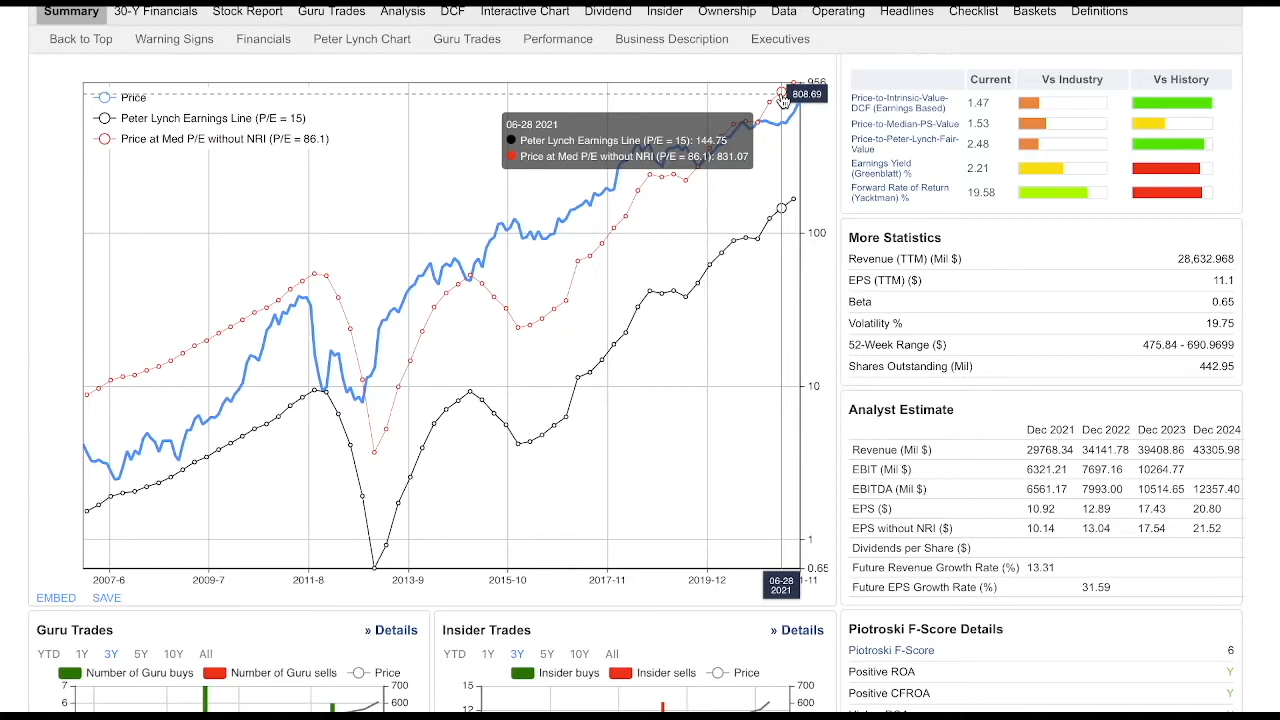 Summary 30-Y Financials Stock Report Guru Trades Analysis DCF Interactive Chart Dividend Insider Ownership Data Operating Headlines Checklist Baskets Definitions
Back to Top Warning Signs Financials Peter Lynch Chart Guru Trades Performance Business Description Executives
956
808.69
Price
Peter Lynch Earnings Line (P/E = 15)
Price at Med P/E without NRI (P/E = 86.1)
06-28 2021
Peter Lynch Earnings Line (P/E = 15): 144.75
Price at Med P/E without NRI (P/E = 86.1): 831.07
100
10
1
0.65
2007-6 2009-7 2011-8 2013-9 2015-10 2017-11 2019-12 1-11
06-28
2021
EMBED SAVE
Current Vs Industry Vs History
Price-to-Intrinsic-Value-
DCF (Earnings Based) 1.47
Price-to-Median-PS-Value 1.53
Price-to-Peter-Lynch-Fair-
Value 2.48
Earnings Yield
(Greenblatt) % 2.21
Forward Rate of Return
(Yacktman) % 19.58
More Statistics
Revenue (TTM) (Mil $) 28,632.968
EPS (TTM) ($) 11.1
Beta 0.65
Volatility % 19.75
52-Week Range ($) 475.84 - 690.9699
Shares Outstanding (Mil) 442.95
Analyst Estimate
Dec 2021 Dec 2022 Dec 2023 Dec 2024
Revenue (Mil $) 29768.34 34141.78 39408.86 43305.98
EBIT (Mil $) 6321.21 7697.16 10264.77
EBITDA (Mil $) 6561.17 7993.00 10514.65 12357.40
EPS ($) 10.92 12.89 17.43 20.80
EPS without NRI ($) 10.14 13.04 17.54 21.52
Dividends per Share ($)
Future Revenue Growth Rate (%) 13.31
Future EPS Growth Rate (%) 31.59
Guru Trades » Details
YTD 1Y 3Y 5Y 10Y All
Number of Guru buys Number of Guru sells Price
7 700
6 600
Insider Trades » Details
YTD 1Y 3Y 5Y 10Y All
Insider buys Insider sells Price
15 700
12 600
Piotroski F-Score Details
Piotroski F-Score 6
Positive ROA Y
Positive CFROA Y